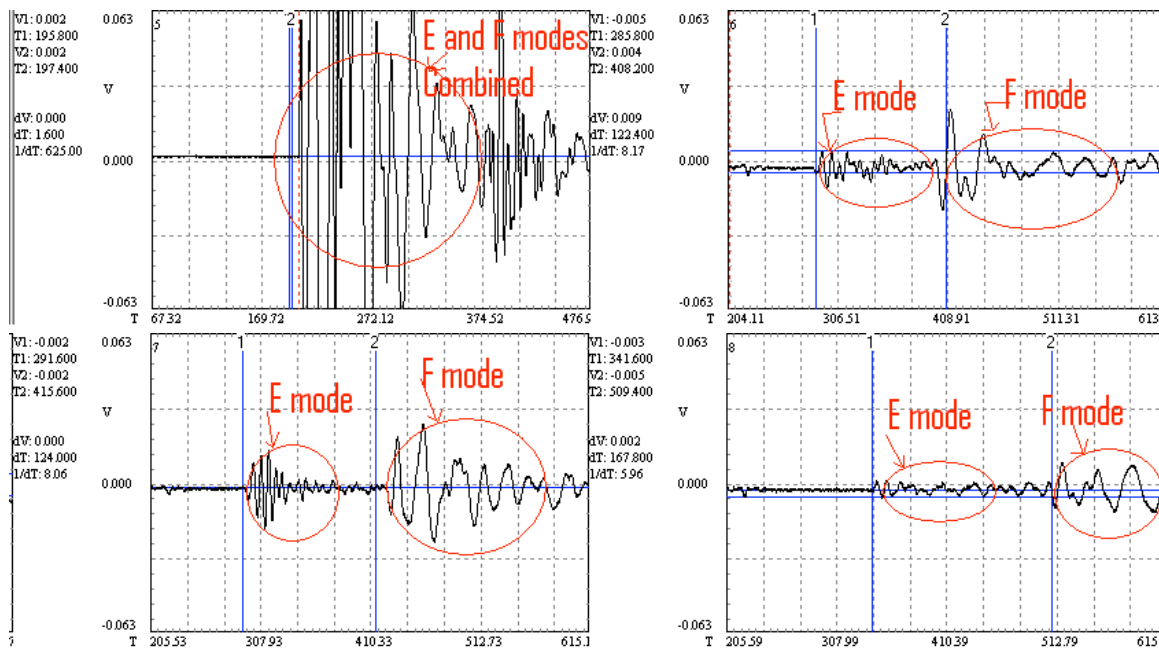 V1: 0.002
T1: 195.800
V2: 0.002
T2: 197.400
dV: 0.000
dT: 1.600
1/dT: 625.00
0.063
V
0.000
-0.063
5
2
E and F modes
Combined
T
67.32
169.72
272.12
374.52
476.9
V1: -0.005
T1: 285.800
V2: 0.004
T2: 408.200
dV: 0.009
dT: 122.400
1/dT: 8.17
0.063
V
0.000
-0.063
6
1
2
E mode
F mode
T
204.11
306.51
408.91
511.31
613
V1: -0.002
T1: 291.600
V2: -0.002
T2: 415.600
dV: 0.000
dT: 124.000
1/dT: 8.06
0.063
V
0.000
-0.063
7
1
2
E mode
F mode
T
205.53
307.93
410.33
512.73
615.1
V1: -0.003
T1: 341.600
V2: -0.005
T2: 509.400
dV: 0.002
dT: 167.800
1/dT: 5.96
0.063
V
0.000
-0.063
8
1
2
E mode
F mode
T
205.59
307.99
410.39
512.79
615.